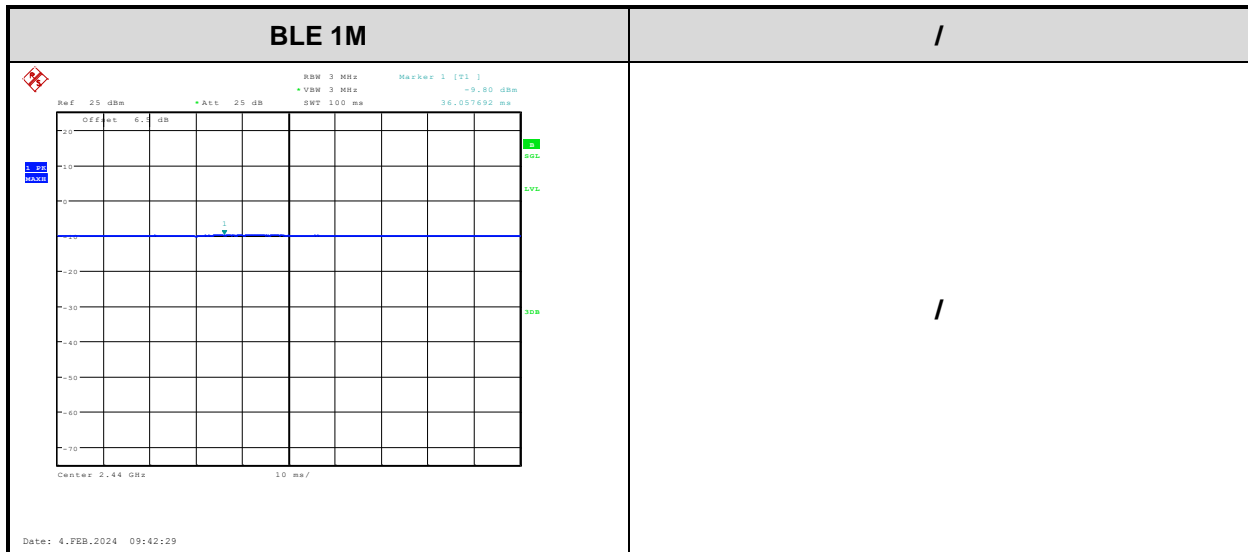 BLE 1M
/
RBW 3 MHz Marker 1 [T1 ]
VBW 3 MHz -9.80 dBm
Ref 25 dBm Att 25 dB SWT 100 ms 36.057692 ms
Offset 6.5 dB
20
B
SGL
1 PK
MAXH
10
LVL
0
1
-10
-20
-30
3DB
/
-40
-50
-60
-70
Center 2.44 GHz 10 ms/
Date: 4.FEB.2024 09:42:29